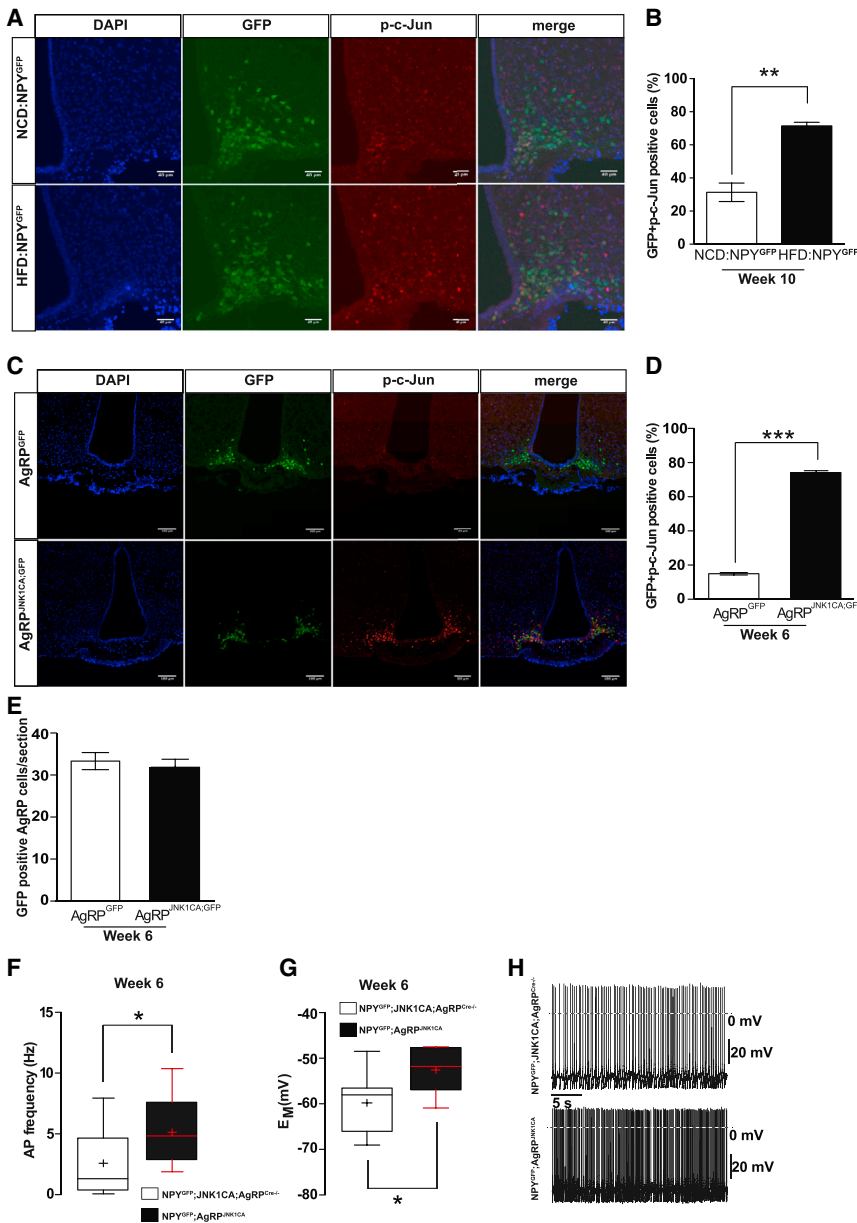 A
DAPI GFP p-c-Jun merge
NCD:NPY^GFP
40 µm
HFD:NPY^GFP
B
**
GFP+p-c-Jun positive cells (%)
100
80
60
40
20
0
NCD:NPY^GFP HFD:NPY^GFP
Week 10
C
DAPI GFP p-c-Jun merge
AgRP^GFP
AgRP^JNK1CA;GFP
D
***
GFP+p-c-Jun positive cells (%)
100
80
60
40
20
0
AgRP^GFP AgRP^JNK1CA;GF
Week 6
E
GFP positive AgRP cells/section
40
30
20
10
0
AgRP^GFP AgRP^JNK1CA;GFP
Week 6
F
Week 6
*
AP frequency (Hz)
15
10
5
0
NPY^GFP;JNK1CA;AgRP^Cre-/-
NPY^GFP;AgRP^JNK1CA
G
Week 6
NPY^GFP;JNK1CA;AgRP^Cre-/-
NPY^GFP;AgRP^JNK1CA
E_M(mV)
-40
-50
-60
-70
-80
*
H
NPY^GFP;JNK1CA;AgRP^Cre-/-
0 mV
20 mV
5 s
NPY^GFP;AgRP^JNK1CA
0 mV
20 mV